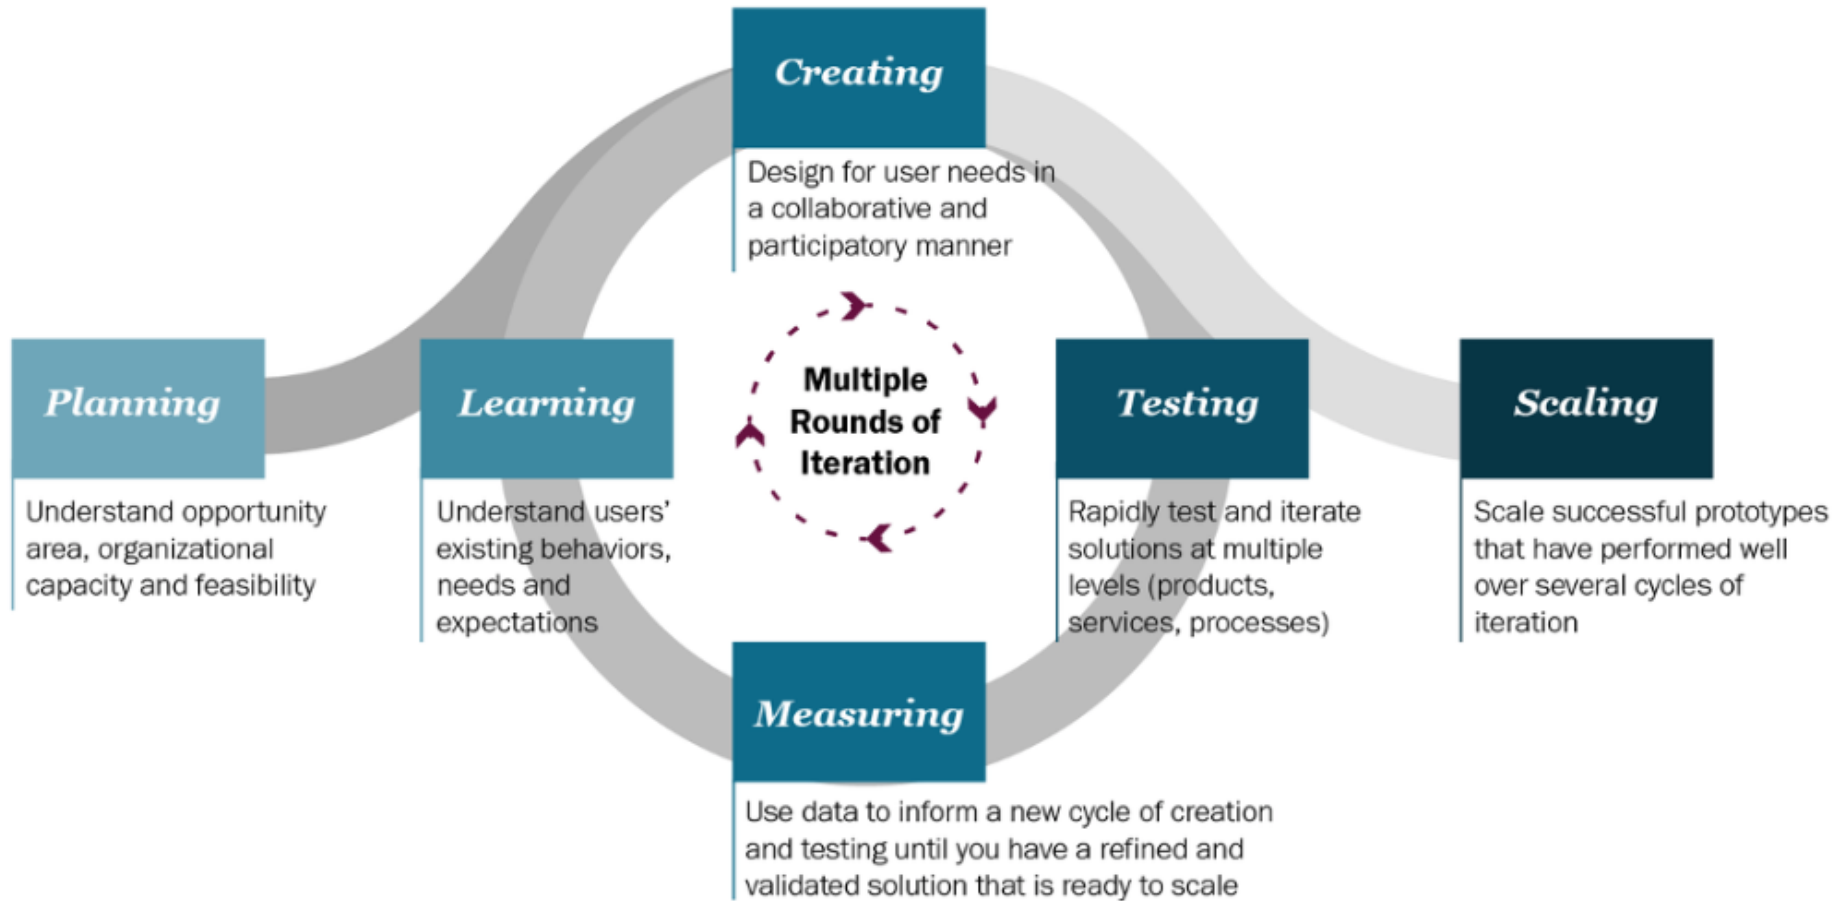 Creating
Design for user needs in
a collaborative and
participatory manner
Planning
Understand opportunity
area, organizational
capacity and feasibility
Learning
Understand users’
existing behaviors,
needs and
expectations
Multiple
Rounds of
Iteration
Testing
Rapidly test and iterate
solutions at multiple
levels (products,
services, processes)
Scaling
Scale successful prototypes
that have performed well
over several cycles of
iteration
Measuring
Use data to inform a new cycle of creation
and testing until you have a refined and
validated solution that is ready to scale